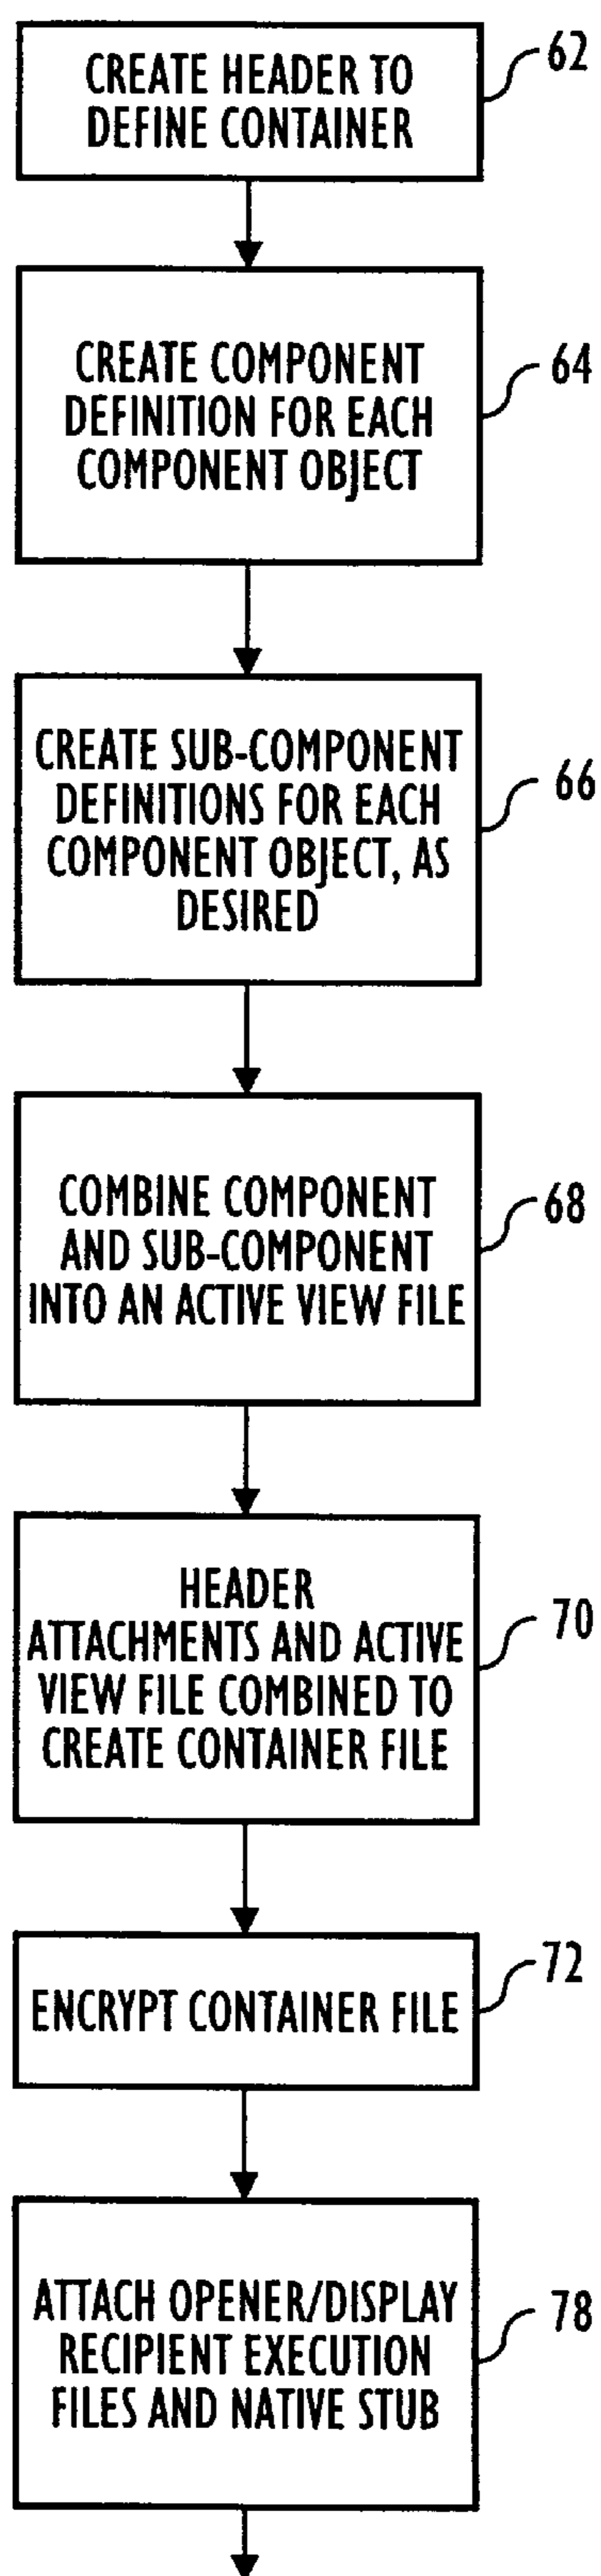 CREATE HEADER TO
DEFINE CONTAINER
62
CREATE COMPONENT
DEFINITION FOR EACH
COMPONENT OBJECT
64
CREATE SUB-COMPONENT
DEFINITIONS FOR EACH
COMPONENT OBJECT, AS
DESIRED
66
COMBINE COMPONENT
AND SUB-COMPONENT
INTO AN ACTIVE VIEW FILE
68
HEADER
ATTACHMENTS AND ACTIVE
VIEW FILE COMBINED TO
CREATE CONTAINER FILE
70
ENCRYPT CONTAINER FILE
72
ATTACH OPENER/DISPLAY
RECIPIENT EXECUTION
FILES AND NATIVE STUB
78